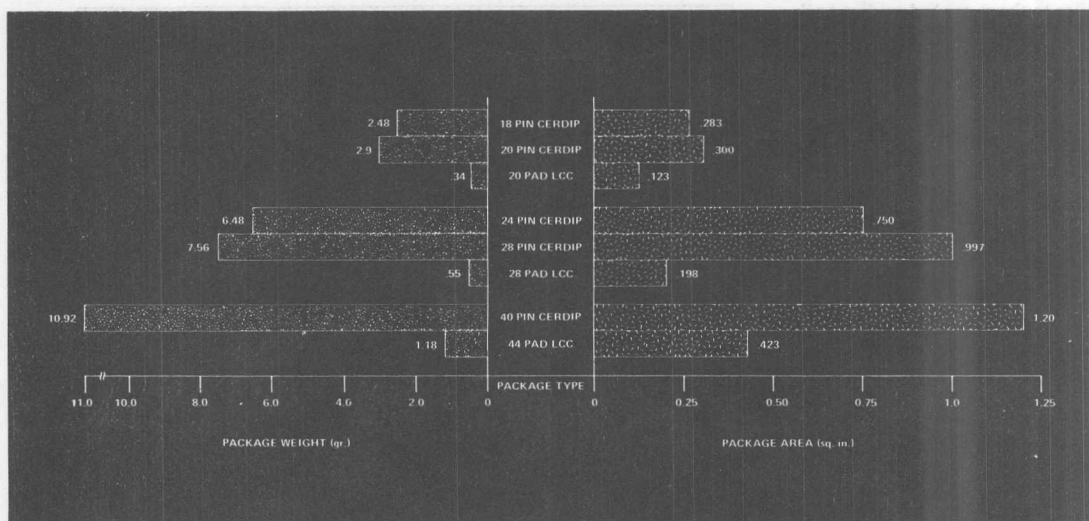 2.48 18 PIN CERDIP .283
2.9 20 PIN CERDIP .300
.34 20 PAD LCC .123
6.48 24 PIN CERDIP .750
7.56 28 PIN CERDIP .997
.55 28 PAD LCC .198
10.92 40 PIN CERDIP 1.20
1.18 44 PAD LCC .423
PACKAGE TYPE
11.0 10.0 8.0 6.0 4.0 2.0 0 0 0.25 0.50 0.75 1.0 1.25
PACKAGE WEIGHT (gr.) PACKAGE AREA (sq. in.)